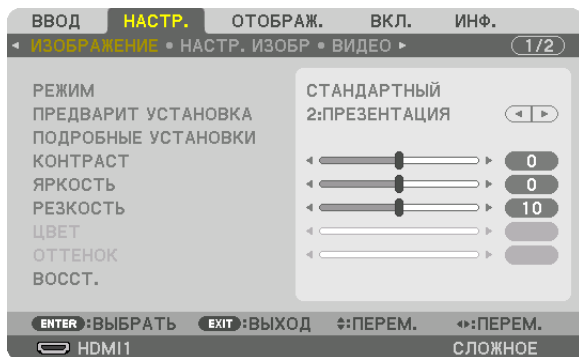 ВВОД НАСТР. ОТОБРАЖ. ВКЛ. ИНФ.
ИЗОБРАЖЕНИЕ • НАСТР. ИЗОБР • ВИДЕО 1/2
РЕЖИМ СТАНДАРТНЫЙ
ПРЕДВАРИТ УСТАНОВКА 2:ПРЕЗЕНТАЦИЯ
ПОДРОБНЫЕ УСТАНОВКИ
КОНТРАСТ 0
ЯРКОСТЬ 0
РЕЗКОСТЬ 10
ЦВЕТ
ОТТЕНОК
ВОССТ.
ENTER:ВЫБРАТЬ EXIT:ВЫХОД :ПЕРЕМ. :ПЕРЕМ.
HDMI1 СЛОЖНОЕ